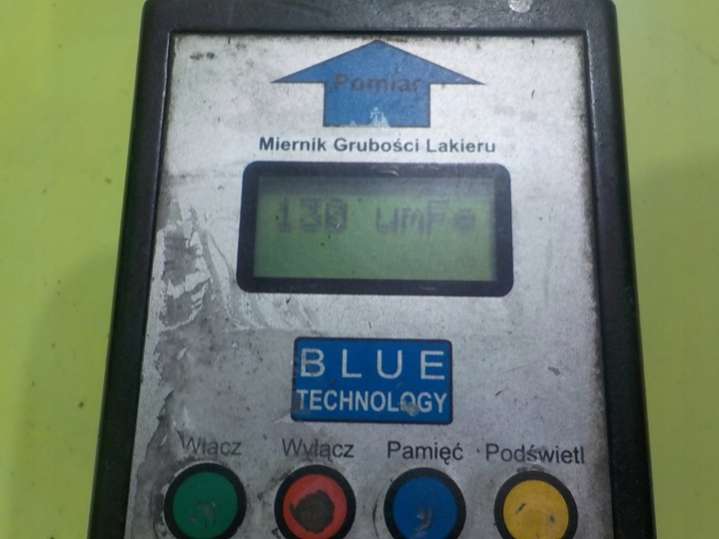 Pomiar
Miernik Grubości Lakieru
130 umFe
BLUE
TECHNOLOGY
Włącz Wyłącz Pamięć Podświetl